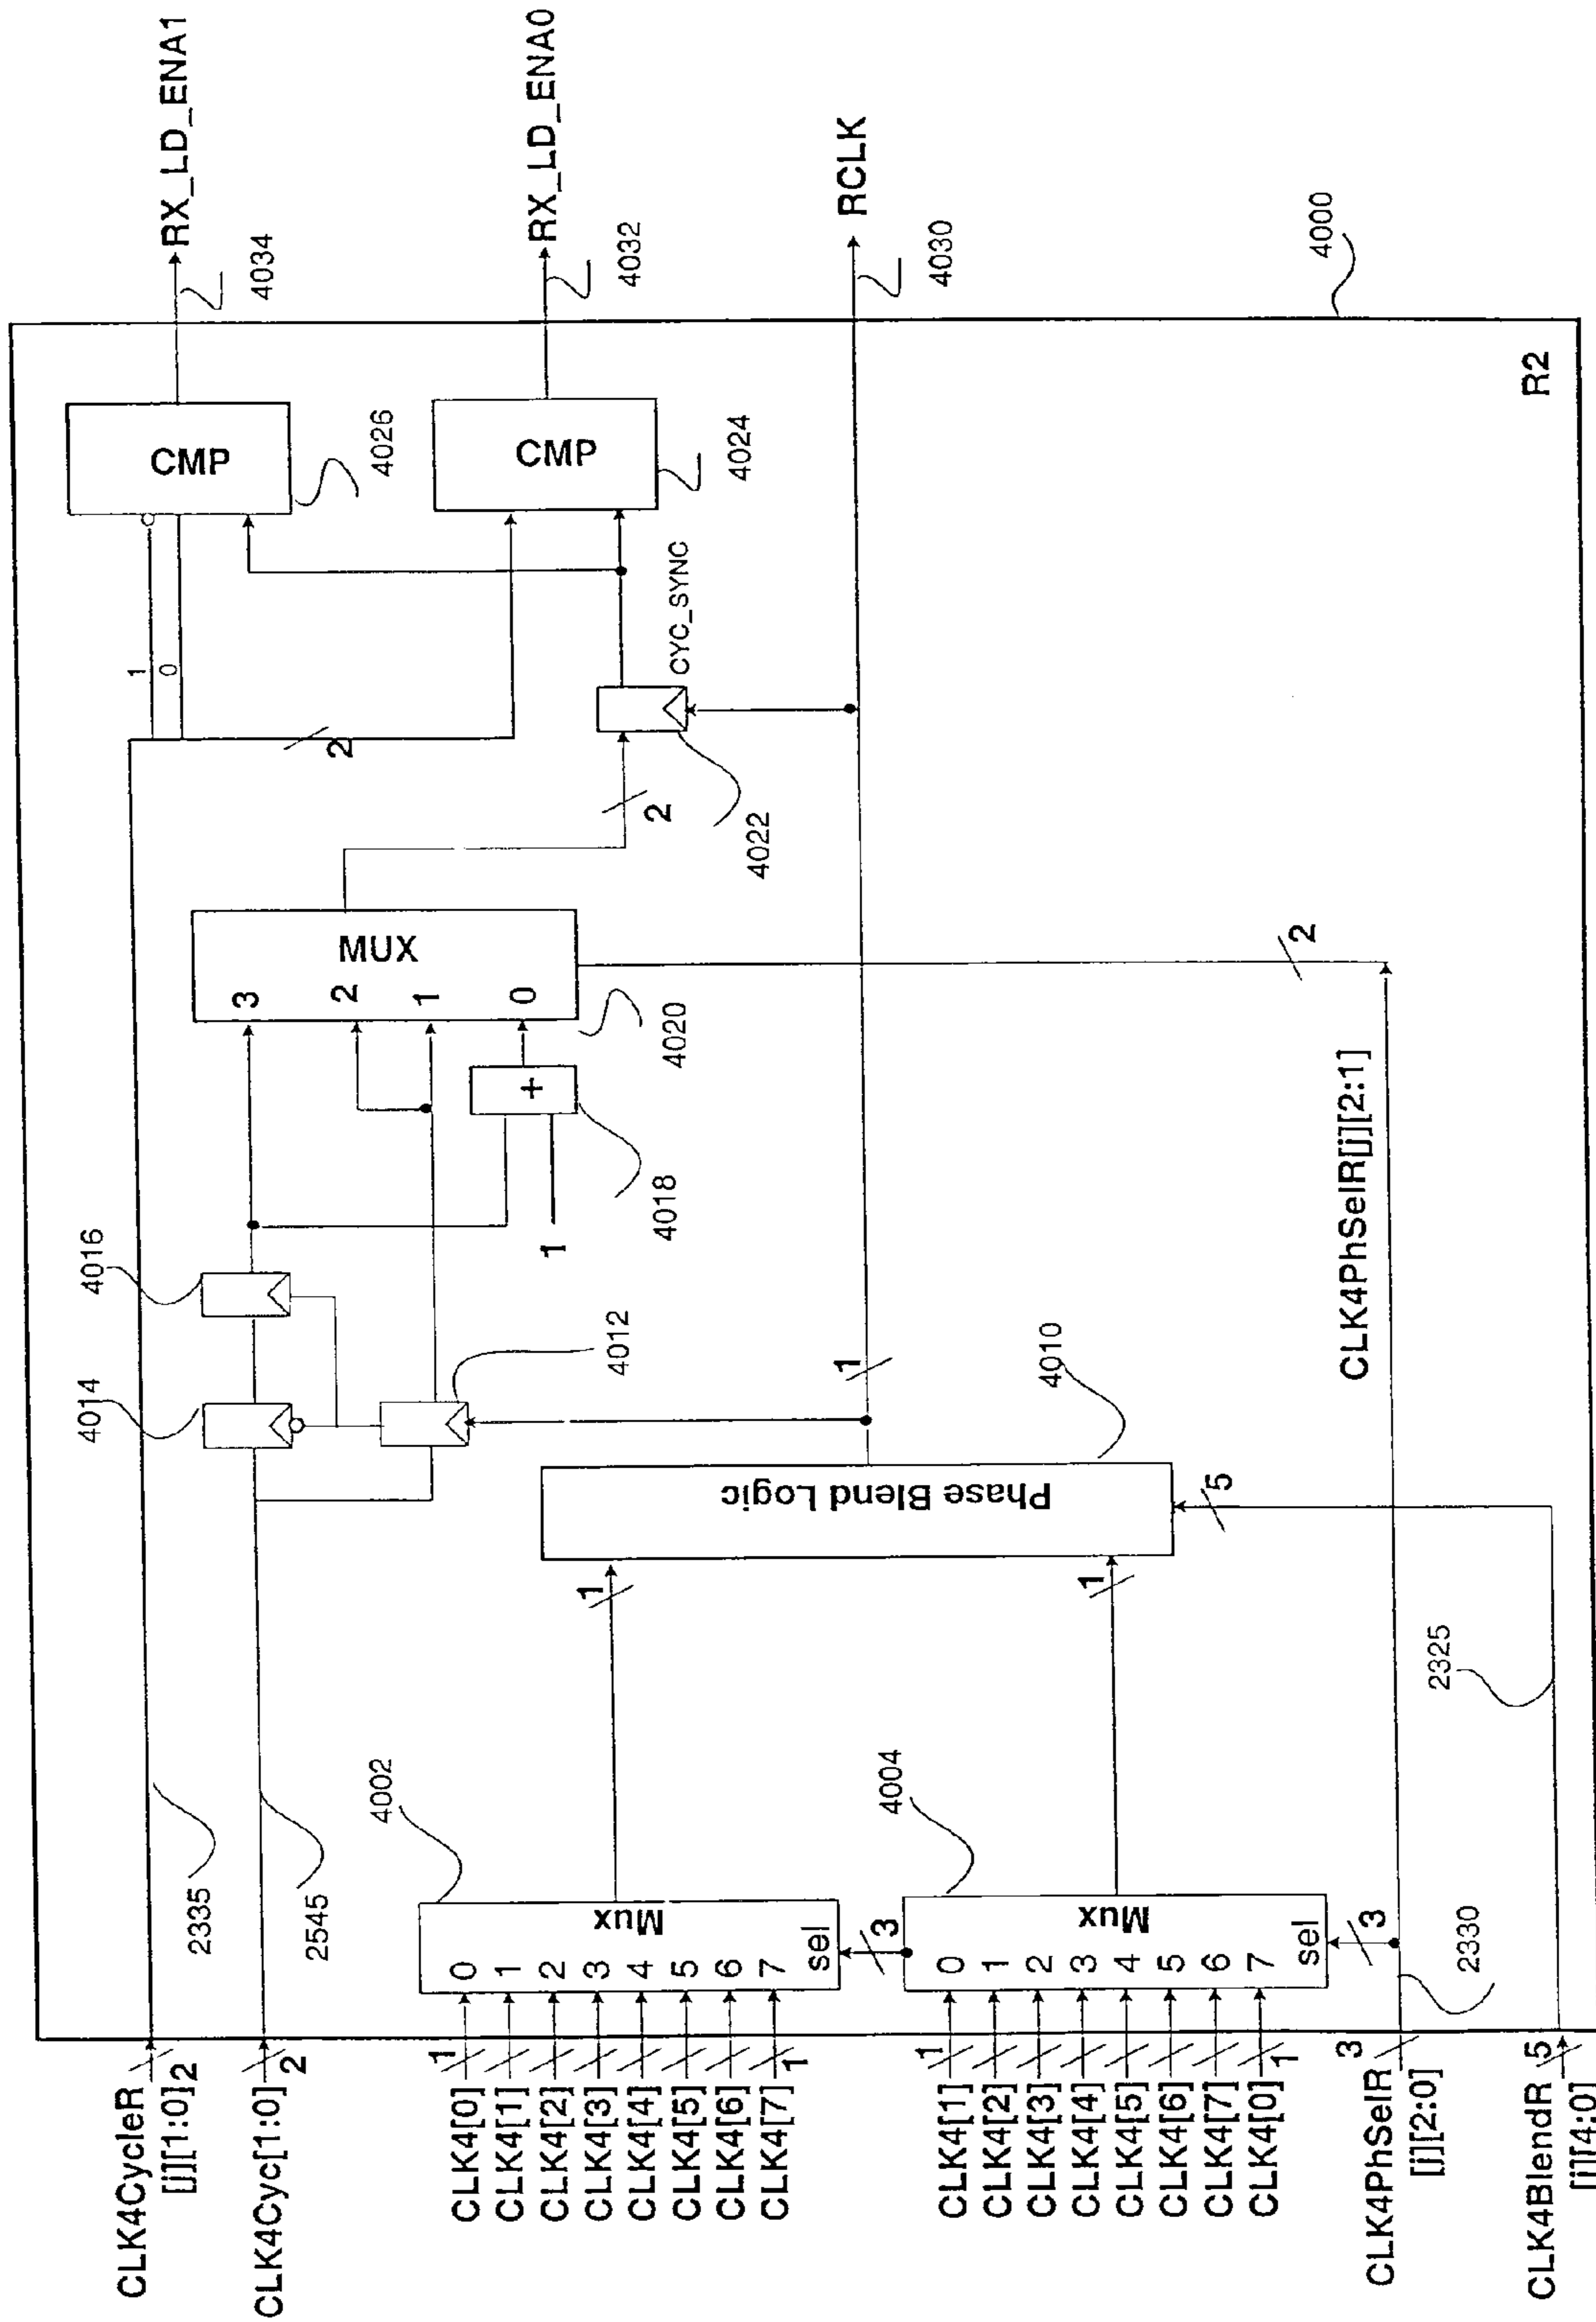 CLK4CycleR
[j][1:0]
2
CLK4Cyc[1:0]
2
CLK4[0]
CLK4[1]
CLK4[2]
CLK4[3]
CLK4[4]
CLK4[5]
CLK4[6]
CLK4[7]
1
1
CLK4[1]
CLK4[2]
CLK4[3]
CLK4[4]
CLK4[5]
CLK4[6]
CLK4[7]
CLK4[0]
1
1
CLK4PhSelR
[j][2:0]
3
CLK4BlendR
[j][4:0]
5
2335
2545
4002
0
1
2
3
4
5
6
7
Mux
sel
3
4004
0
1
2
3
4
5
6
7
Mux
sel
3
2330
2325
1
1
Phase Blend Logic
5
4010
1
4014
4012
4016
1
+
4018
CLK4PhSelR[j][2:1]
3
2
1
0
MUX
4020
2
2
4022
2
1
0
CYC_SYNC
CMP
4026
CMP
4024
R2
4000
RX_LD_ENA1
4034
RX_LD_ENA0
4032
RCLK
4030